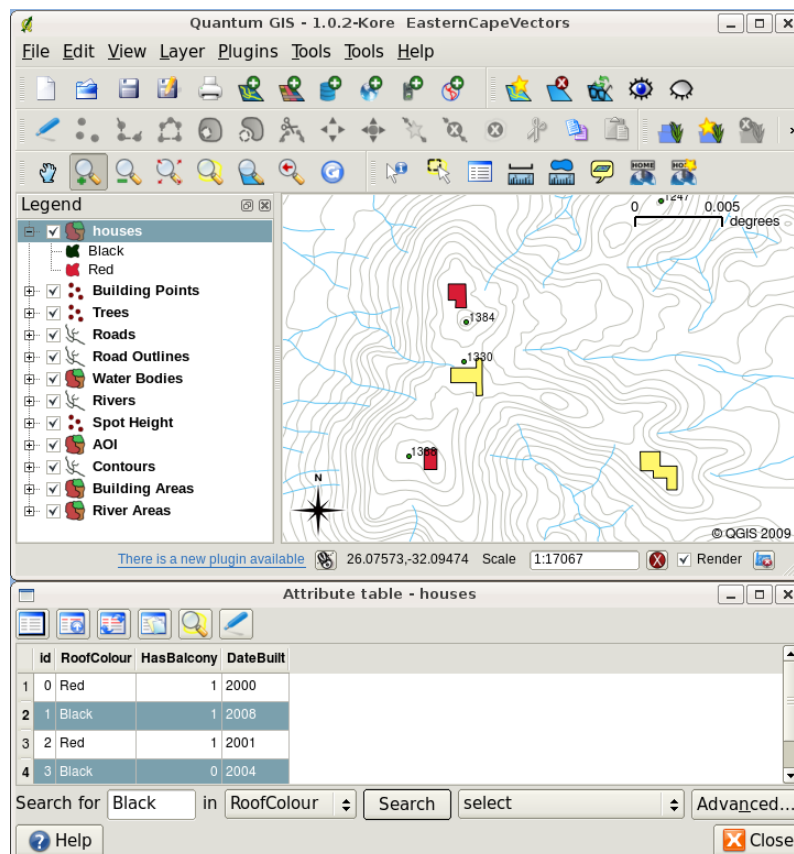 Quantum GIS - 1.0.2-Kore EasternCapeVectors
File Edit View Layer Plugins Tools Tools Help
HOME
Legend
houses
Black
Red
Building Points
Trees
Roads
Road Outlines
Water Bodies
Rivers
Spot Height
AOI
Contours
Building Areas
River Areas
1247
0 0.005
degrees
1384
1330
1388
N
© QGIS 2009
There is a new plugin available 26.07573,-32.09474 Scale 1:17067 Render
Attribute table - houses
id RoofColour HasBalcony DateBuilt
1 0 Red 1 2000
2 1 Black 1 2008
3 2 Red 1 2001
4 3 Black 0 2004
Search for Black in RoofColour Search select Advanced...
Help Close